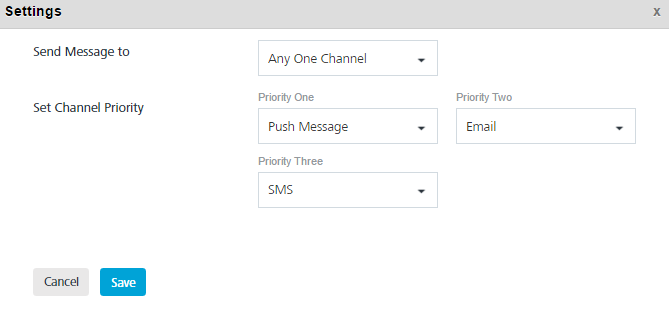 Settings x
Send Message to Any One Channel
Priority One Priority Two
Set Channel Priority Push Message Email
Priority Three
SMS
Cancel Save